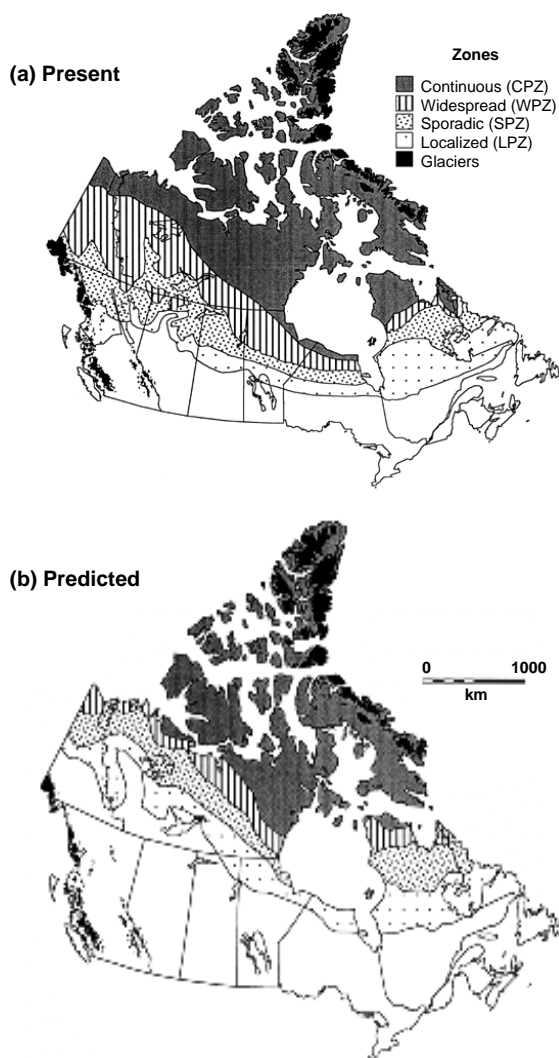 (a) Present
Zones
Continuous (CPZ)
Widespread (WPZ)
Sporadic (SPZ)
Localized (LPZ)
Glaciers
(b) Predicted
0 1000
km